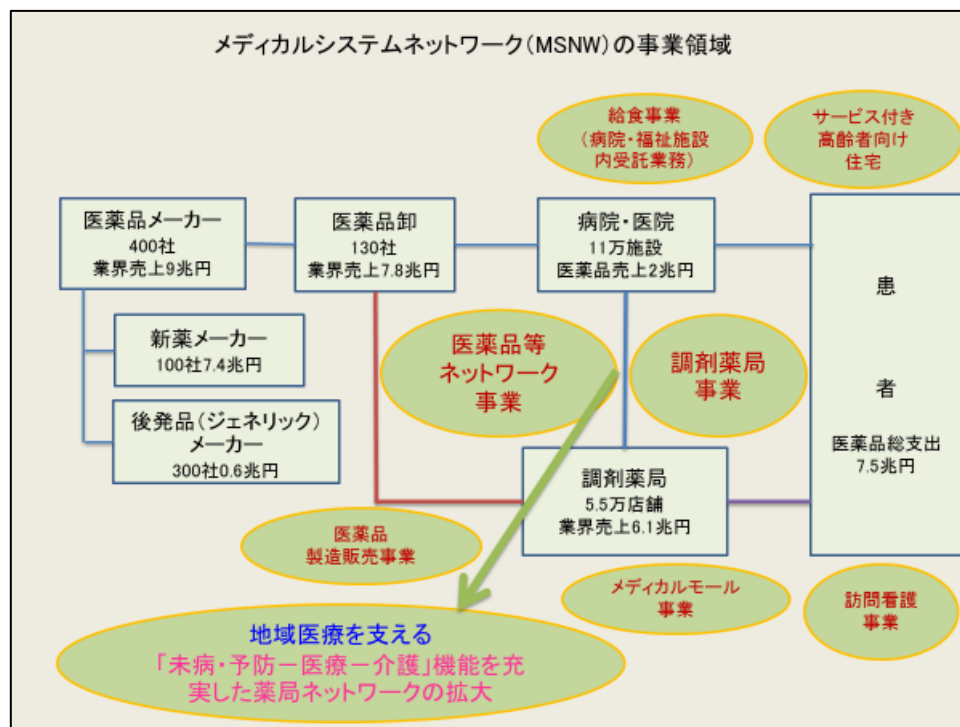 メディカルシステムネットワーク(MSNW)の事業領域
給食事業
(病院・福祉施設
内受託業務)
サービス付き
高齢者向け
住宅
医薬品メーカー
400社
業界売上9兆円
医薬品卸
130社
業界売上7.8兆円
病院・医院
11万施設
医薬品売上2兆円
患
者
医薬品総支出
7.5兆円
新薬メーカー
100社7.4兆円
後発品(ジェネリック)
メーカー
300社0.6兆円
医薬品等
ネットワーク
事業
調剤薬局
事業
調剤薬局
5.5万店舗
業界売上6.1兆円
医薬品
製造販売事業
メディカルモール
事業
訪問看護
事業
地域医療を支える
「未病・予防−医療−介護」機能を充
実した薬局ネットワークの拡大